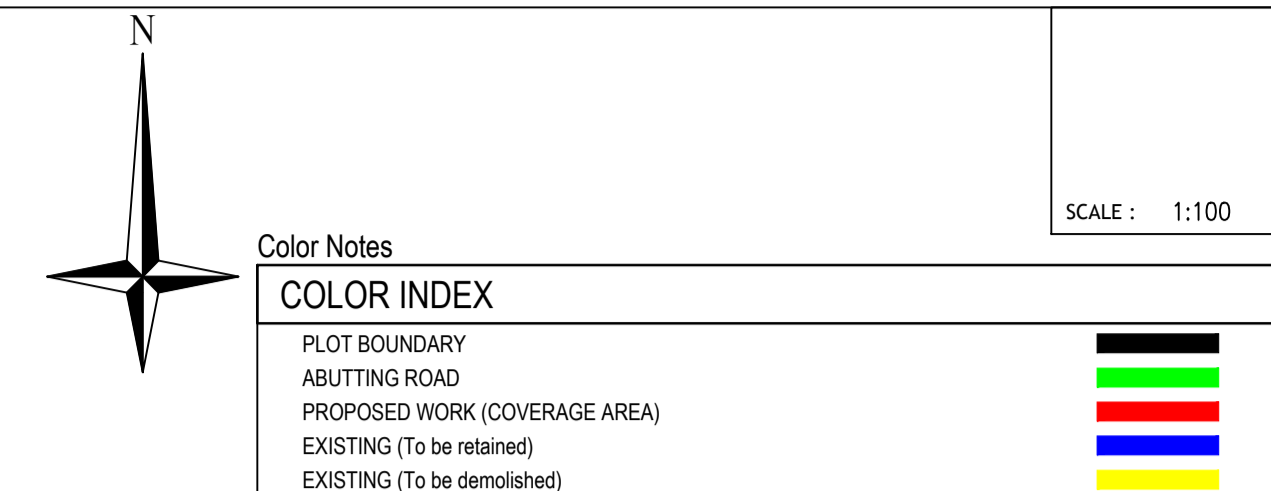 N
SCALE : 1:100
Color Notes
COLOR INDEX
PLOT BOUNDARY
ABUTTING ROAD
PROPOSED WORK (COVERAGE AREA)
EXISTING (To be retained)
EXISTING (To be demolished)